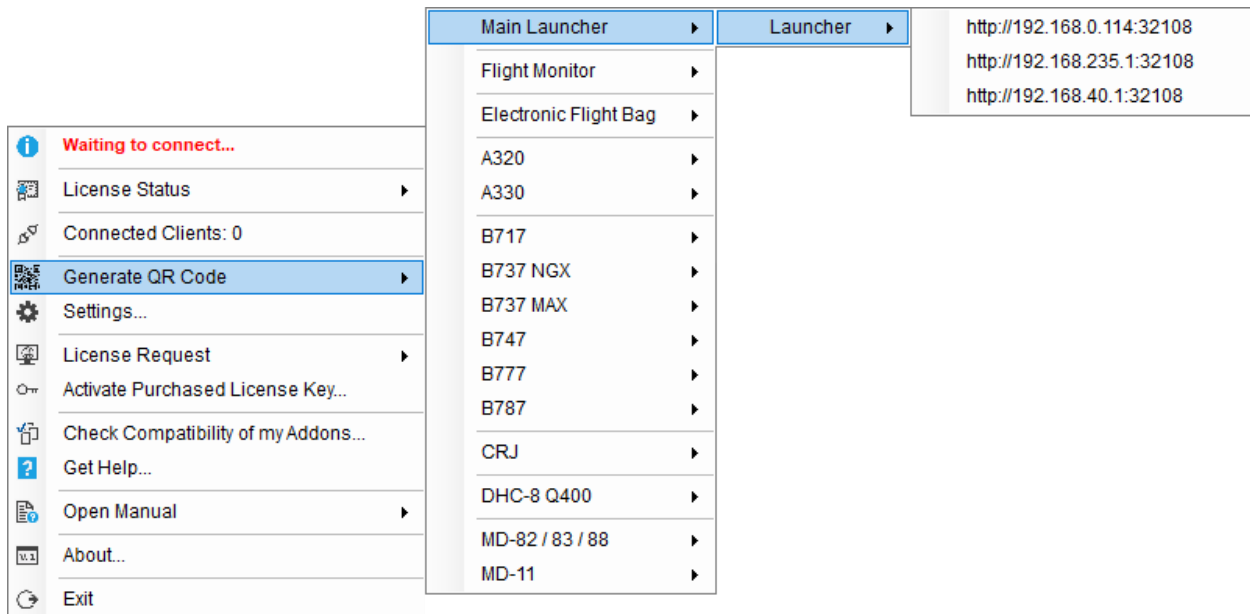 Waiting to connect...
License Status
Connected Clients: 0
Generate QR Code
Settings...
License Request
Activate Purchased License Key...
Check Compatibility of my Addons...
Get Help...
Open Manual
About...
Exit
Main Launcher
Flight Monitor
Electronic Flight Bag
A320
A330
B717
B737 NGX
B737 MAX
B747
B777
B787
CRJ
DHC-8 Q400
MD-82 / 83 / 88
MD-11
Launcher
http://192.168.0.114:32108
http://192.168.235.1:32108
http://192.168.40.1:32108